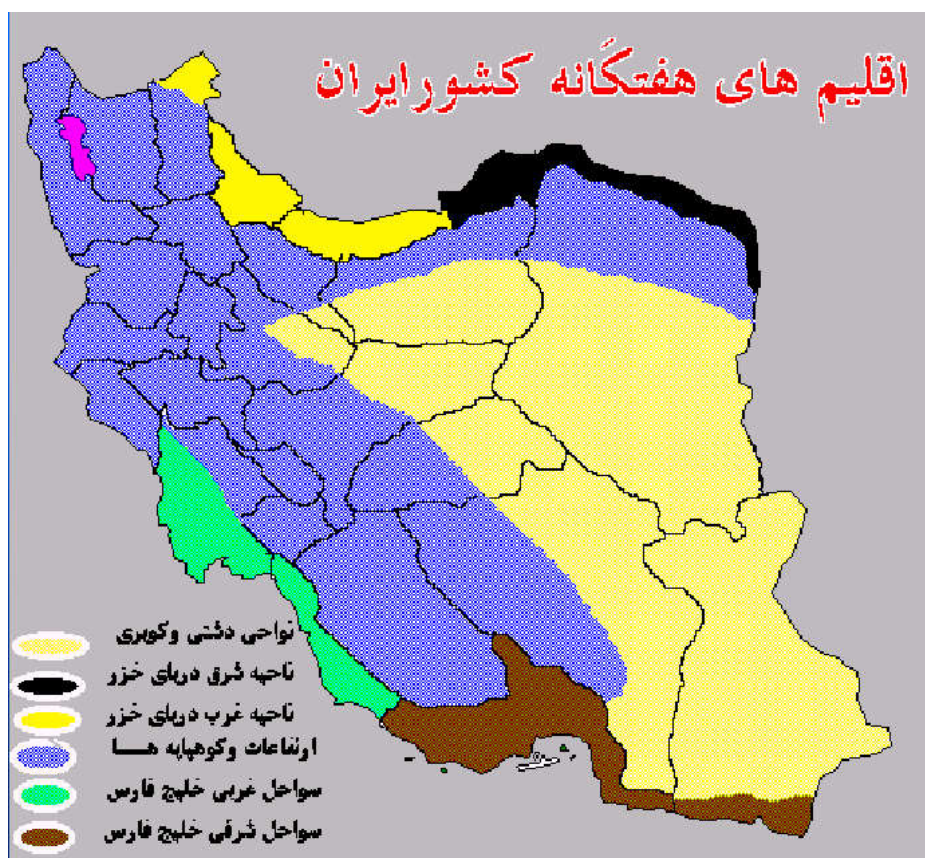 اقلیم های هفتگانه کشورایران
نواحی دشتی وکویری
ناحیه شرق دریای خزر
ناحیه غرب دریای خزر
ارتفاعات وکوهپایه هـــا
سواحل غربی خلیج فارس
سواحل شرقی خلیج فارس